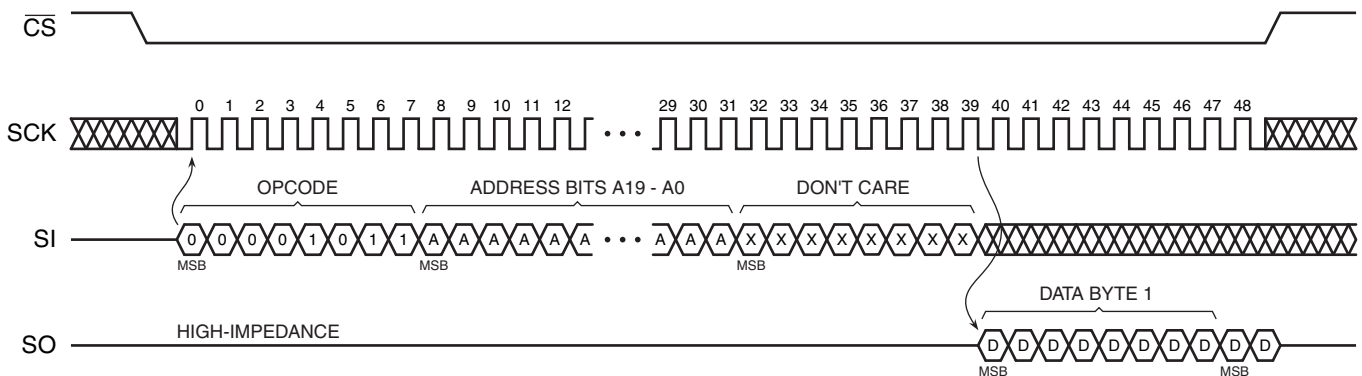 CS
0 1 2 3 4 5 6 7 8 9 10 11 12 29 30 31 32 33 34 35 36 37 38 39 40 41 42 43 44 45 46 47 48
SCK • • •
OPCODE ADDRESS BITS A19 - A0 DON'T CARE
SI 0 0 0 0 1 0 1 1 A A A A A A • • • A A A X X X X X X X X
MSB MSB MSB
DATA BYTE 1
HIGH-IMPEDANCE
SO D D D D D D D D D D
MSB MSB